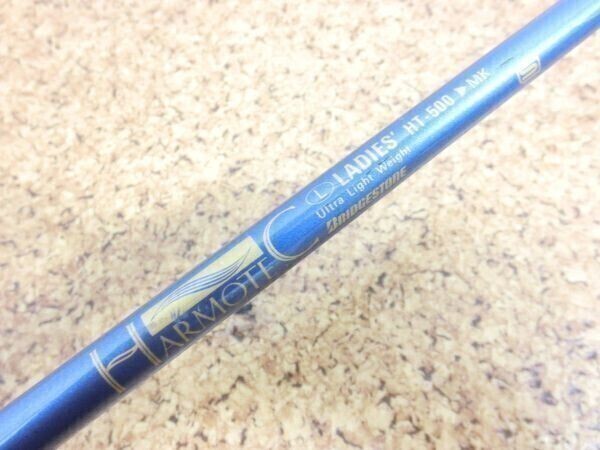 HARMOTEC
Ⓛ LADIES' HT-500 ▶MK
Ultra Light Weight
BRIDGESTONE